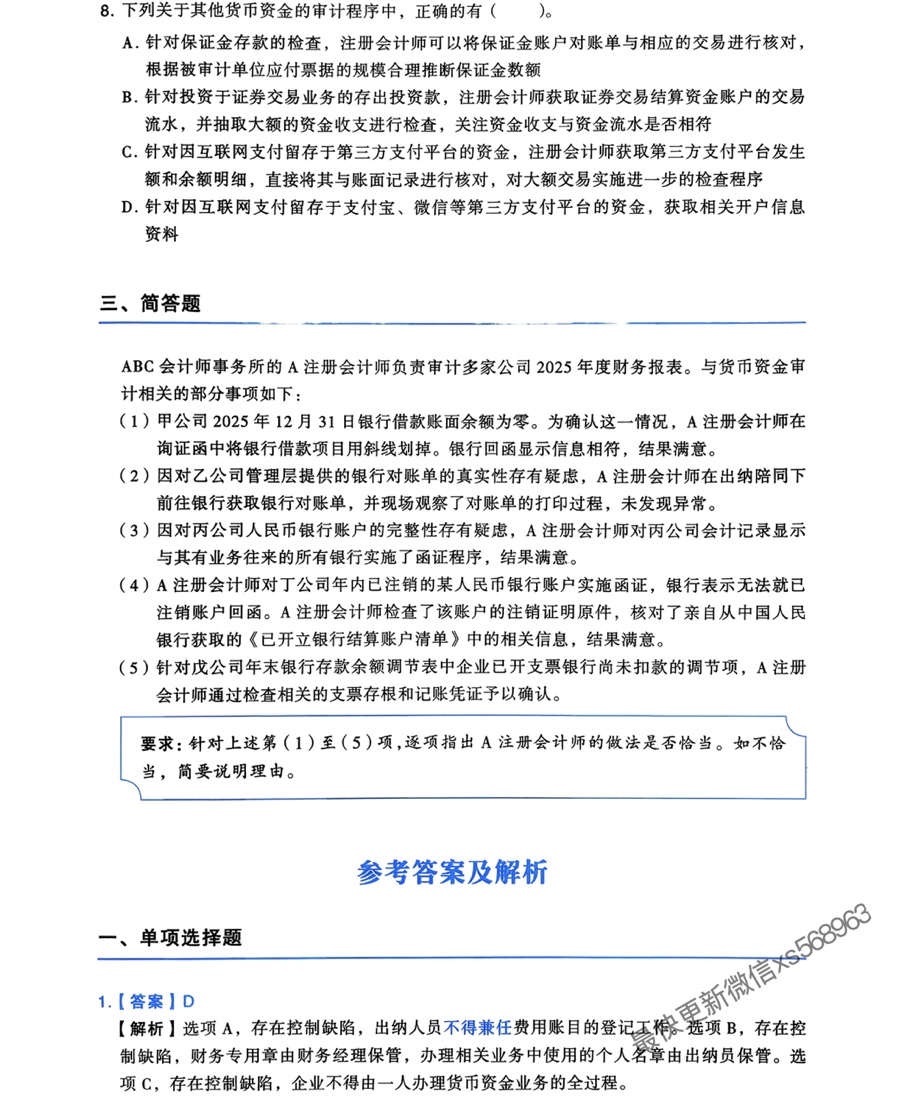 8. 下列关于其他货币资金的审计程序中，正确的有（　　）。
A. 针对保证金存款的检查，注册会计师可以将保证金账户对账单与相应的交易进行核对，
根据被审计单位应付票据的规模合理推断保证金数额
B. 针对投资于证券交易业务的存出投资款，注册会计师获取证券交易结算资金账户的交易
流水，并抽取大额的资金收支进行检查，关注资金收支与资金流水是否相符
C. 针对因互联网支付留存于第三方支付平台的资金，注册会计师获取第三方支付平台发生
额和余额明细，直接将其与账面记录进行核对，对大额交易实施进一步的检查程序
D. 针对因互联网支付留存于支付宝、微信等第三方支付平台的资金，获取相关开户信息
资料
三、简答题
ABC 会计师事务所的 A 注册会计师负责审计多家公司 2025 年度财务报表。与货币资金审
计相关的部分事项如下：
（1）甲公司 2025 年 12 月 31 日银行借款账面余额为零。为确认这一情况，A 注册会计师在
询证函中将银行借款项目用斜线划掉。银行回函显示信息相符，结果满意。
（2）因对乙公司管理层提供的银行对账单的真实性存有疑虑，A 注册会计师在出纳陪同下
前往银行获取银行对账单，并现场观察了对账单的打印过程，未发现异常。
（3）因对丙公司人民币银行账户的完整性存有疑虑，A 注册会计师对丙公司会计记录显示
与其有业务往来的所有银行实施了函证程序，结果满意。
（4）A 注册会计师对丁公司年内已注销的某人民币银行账户实施函证，银行表示无法就已
注销账户回函。A 注册会计师检查了该账户的注销证明原件，核对了亲自从中国人民
银行获取的《已开立银行结算账户清单》中的相关信息，结果满意。
（5）针对戊公司年末银行存款余额调节表中企业已开支票银行尚未扣款的调节项，A 注册
会计师通过检查相关的支票存根和记账凭证予以确认。
要求：针对上述第（1）至（5）项，逐项指出 A 注册会计师的做法是否恰当。如不恰
当，简要说明理由。
参考答案及解析
一、单项选择题
1.【答案】D
【解析】选项 A，存在控制缺陷，出纳人员不得兼任费用账目的登记工作。选项 B，存在控
制缺陷，财务专用章由财务经理保管，办理相关业务中使用的个人名章由出纳员保管。选
项 C，存在控制缺陷，企业不得由一人办理货币资金业务的全过程。
最快更新微信xs568963